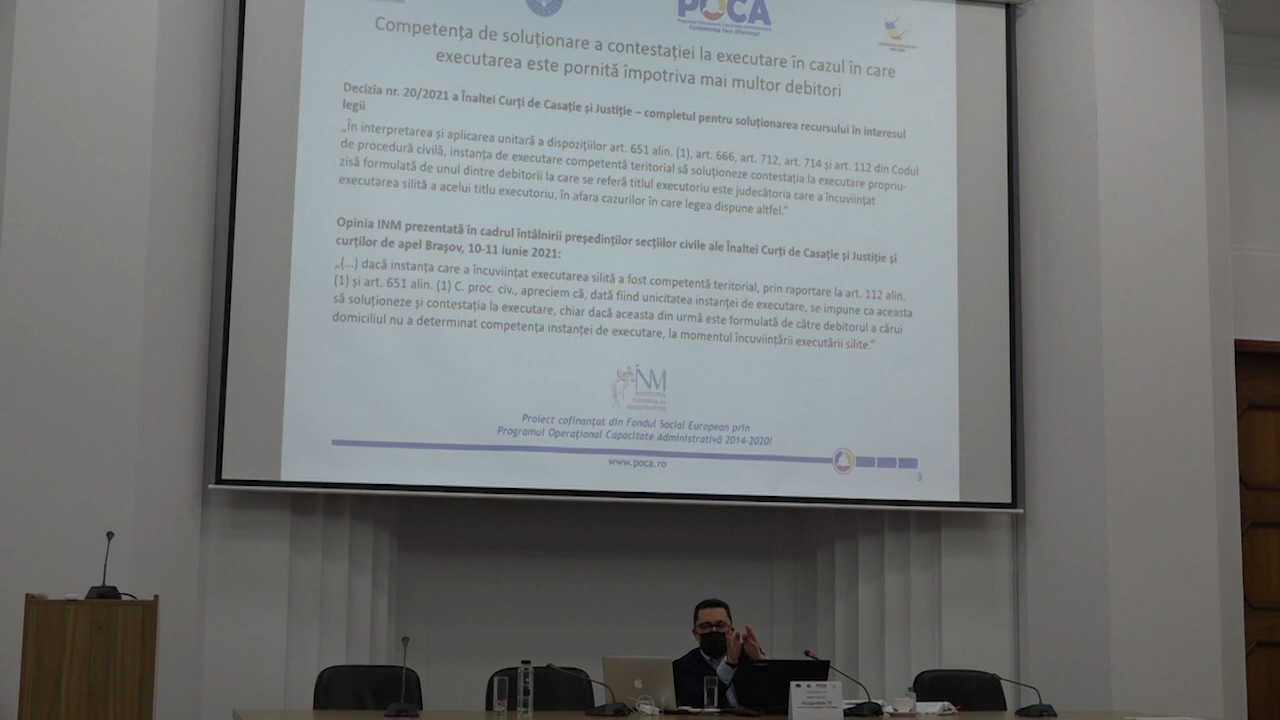 POCA
Competența face diferența!
Competența de soluționare a contestației la executare în cazul în care
executarea este pornită împotriva mai multor debitori
Decizia nr. 20/2021 a Înaltei Curți de Casație și Justiție – completul pentru soluționarea recursului în interesul
legii
„În interpretarea și aplicarea unitară a dispozițiilor art. 651 alin. (1), art. 666, art. 712, art. 714 și art. 112 din Codul
de procedură civilă, instanța de executare competentă teritorial să soluționeze contestația la executare propriu-
zisă formulată de unul dintre debitorii la care se referă titlul executoriu este judecătoria care a încuviințat
executarea silită a acelui titlu executoriu, în afara cazurilor în care legea dispune altfel.”
Opinia INM prezentată în cadrul întâlnirii președinților secțiilor civile ale Înaltei Curți de Casație și Justiție și
curților de apel Brașov, 10-11 iunie 2021:
„(...) dacă instanța care a încuviințat executarea silită a fost competentă teritorial, prin raportare la art. 112 alin.
(1) și art. 651 alin. (1) C. proc. civ., apreciem că, dată fiind unicitatea instanței de executare, se impune ca aceasta
să soluționeze și contestația la executare, chiar dacă aceasta din urmă este formulată de către debitorul a cărui
domiciliul nu a determinat competența instanței de executare, la momentul încuviințării executării silite.”
INM
INSTITUTUL
NAȚIONAL AL
MAGISTRATURII
Proiect cofinanțat din Fondul Social European prin
Programul Operațional Capacitate Administrativă 2014-2020!
www.poca.ro
3
POCA